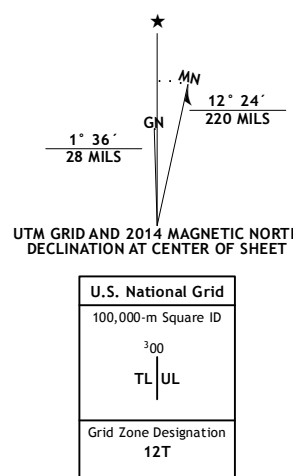 ★
MN
12° 24´
220 MILS
GN
1° 36´
28 MILS
UTM GRID AND 2014 MAGNETIC NORTH
DECLINATION AT CENTER OF SHEET
U.S. National Grid
100,000-m Square ID
³00
TL UL
Grid Zone Designation
12T